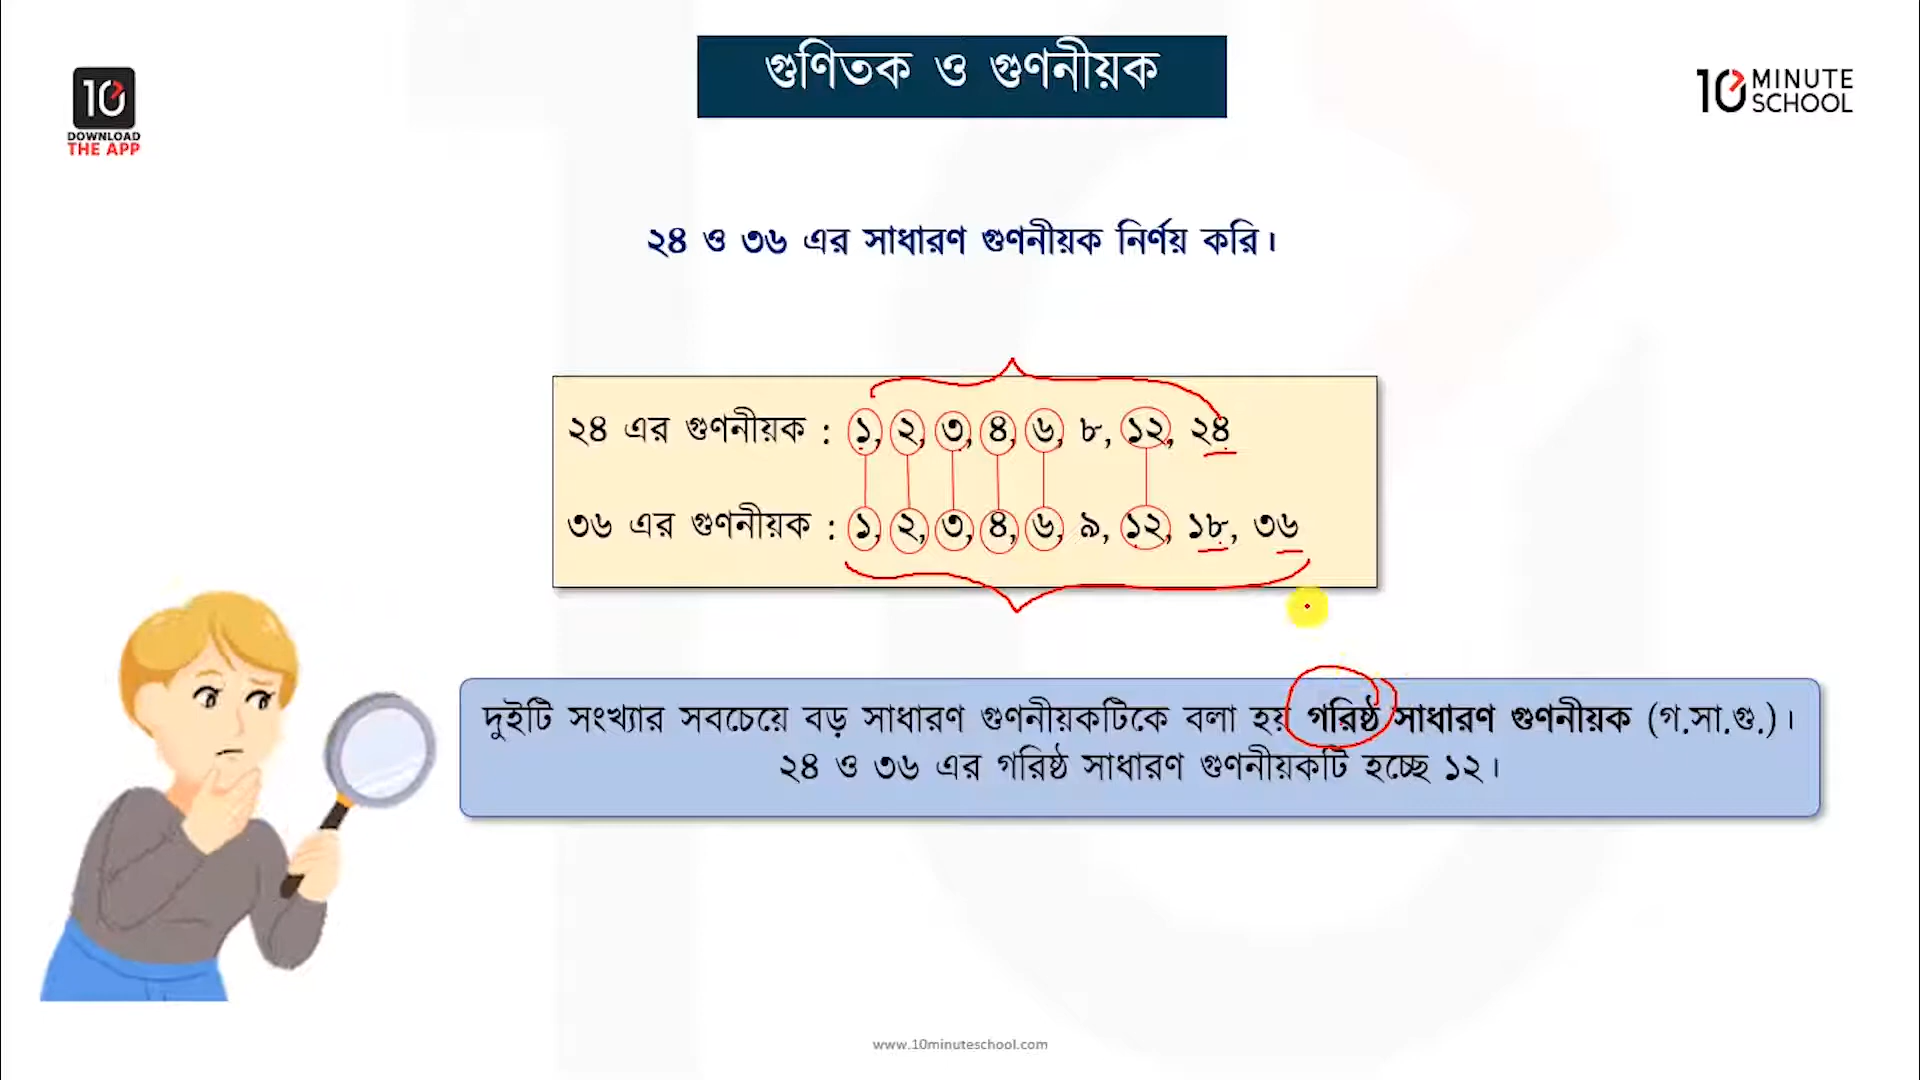 গুণিতক ও গুণনীয়ক
10
DOWNLOAD
THE APP
10 MINUTE
SCHOOL
২৪ ও ৩৬ এর সাধারণ গুণনীয়ক নির্ণয় করি।
২৪ এর গুণনীয়ক : ১, ২, ৩, ৪, ৬, ৮, ১২, ২৪
৩৬ এর গুণনীয়ক : ১, ২, ৩, ৪, ৬, ৯, ১২, ১৮, ৩৬
দুইটি সংখ্যার সবচেয়ে বড় সাধারণ গুণনীয়কটিকে বলা হয় গরিষ্ঠ সাধারণ গুণনীয়ক (গ.সা.গু.)।
২৪ ও ৩৬ এর গরিষ্ঠ সাধারণ গুণনীয়কটি হচ্ছে ১২।
www.10minuteschool.com